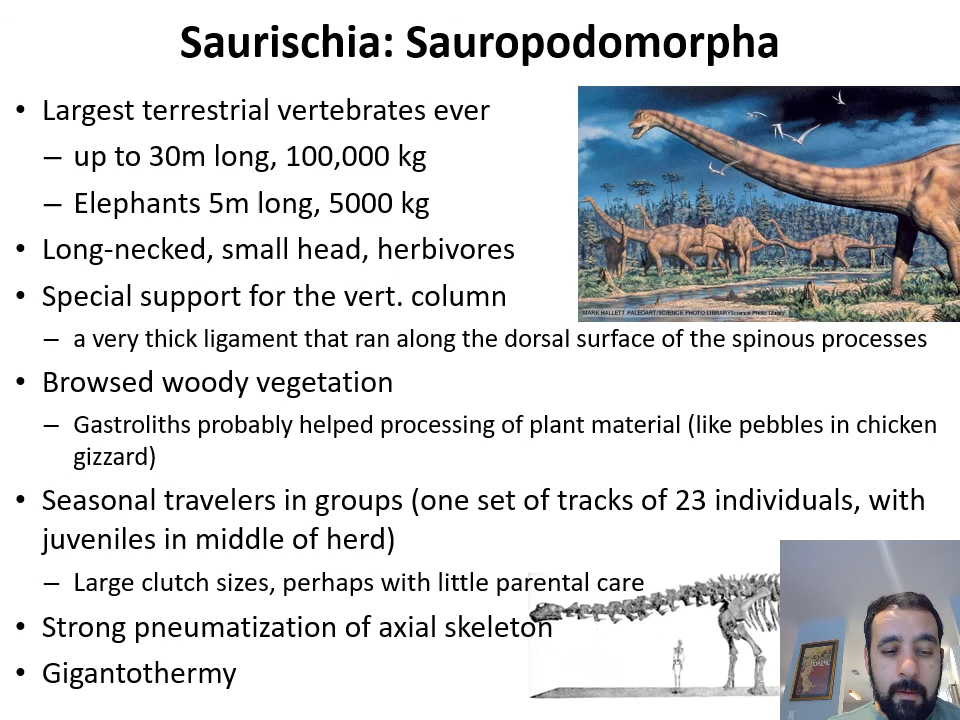 Saurischia: Sauropodomorpha
• Largest terrestrial vertebrates ever
– up to 30m long, 100,000 kg
– Elephants 5m long, 5000 kg
• Long-necked, small head, herbivores
• Special support for the vert. column
MARK HALLETT PALEOART/SCIENCE PHOTO LIBRARYScience Photo Library
– a very thick ligament that ran along the dorsal surface of the spinous processes
• Browsed woody vegetation
– Gastroliths probably helped processing of plant material (like pebbles in chicken
gizzard)
• Seasonal travelers in groups (one set of tracks of 23 individuals, with
juveniles in middle of herd)
– Large clutch sizes, perhaps with little parental care
• Strong pneumatization of axial skeleton
• Gigantothermy